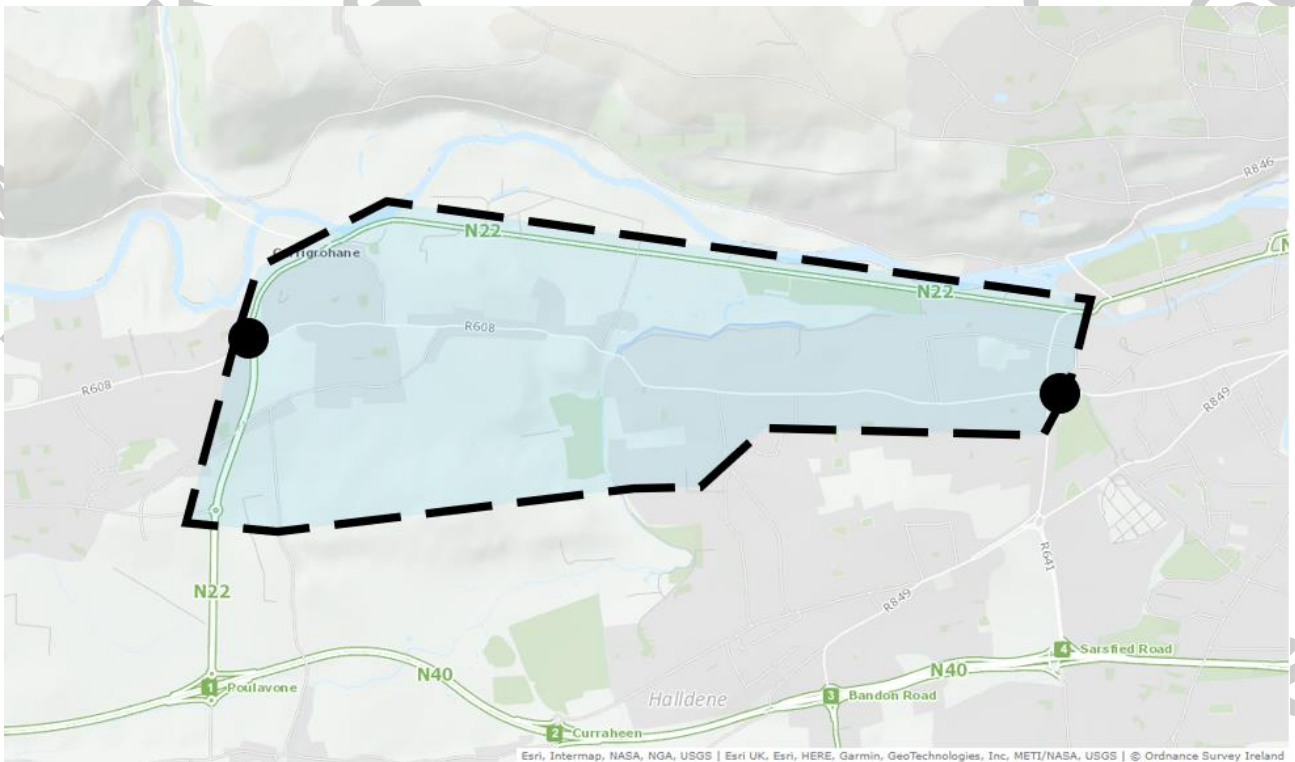 R846
N22
Carrigrohane
N22
R608
R608
R849
R641
N22
R849
4 Sarsfield Road
N40
N40
1 Poulavone
Halldene
3 Bandon Road
2 Curraheen
Esri, Intermap, NASA, NGA, USGS | Esri UK, Esri, HERE, Garmin, GeoTechnologies, Inc, METI/NASA, USGS | © Ordnance Survey Ireland